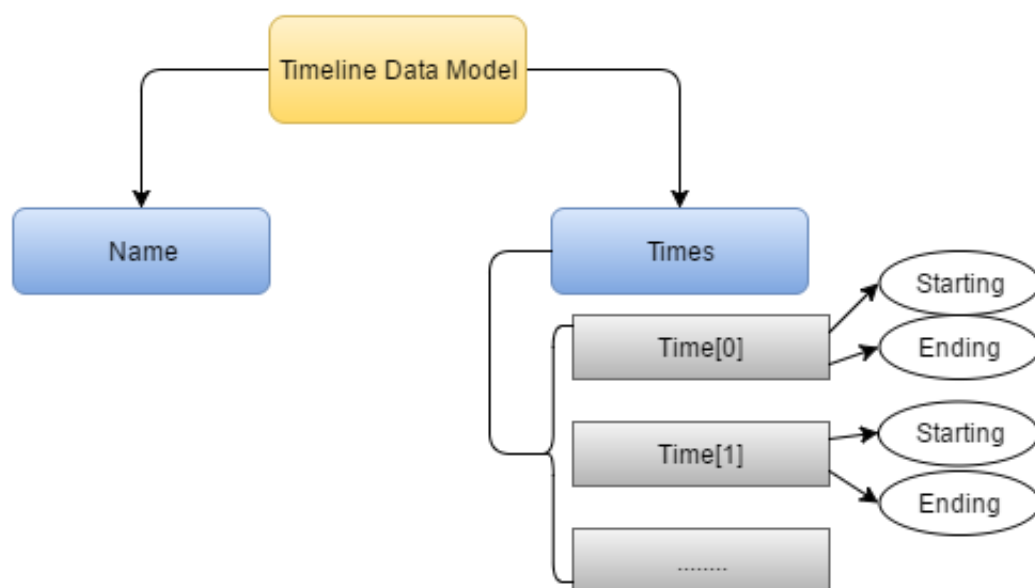 Timeline Data Model
Name
Times
Time[0]
Starting
Ending
Time[1]
Starting
Ending
........